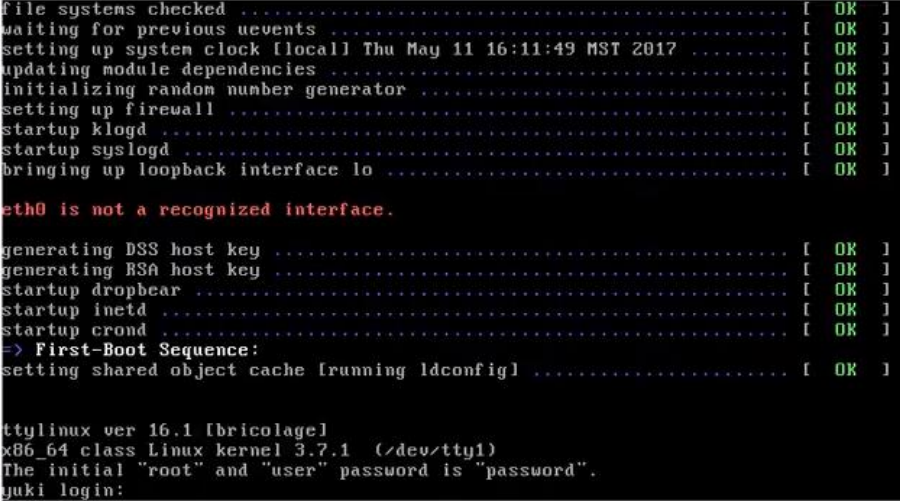 file systems checked ................................................ [ OK ]
waiting for previous uevents ........................................ [ OK ]
setting up system clock [local] Thu May 11 16:11:49 MST 2017 ......... [ OK ]
updating module dependencies ........................................ [ OK ]
initializing random number generator ................................ [ OK ]
setting up firewall ................................................. [ OK ]
startup klogd ....................................................... [ OK ]
startup syslogd ..................................................... [ OK ]
bringing up loopback interface lo ................................... [ OK ]
eth0 is not a recognized interface.
generating DSS host key ............................................. [ OK ]
generating RSA host key ............................................. [ OK ]
startup dropbear .................................................... [ OK ]
startup inetd ....................................................... [ OK ]
startup crond ....................................................... [ OK ]
=> First-Boot Sequence:
setting shared object cache [running ldconfig] ...................... [ OK ]
ttylinux ver 16.1 [bricolage]
x86_64 class Linux kernel 3.7.1 (/dev/tty1)
The initial "root" and "user" password is "password".
yuki login: